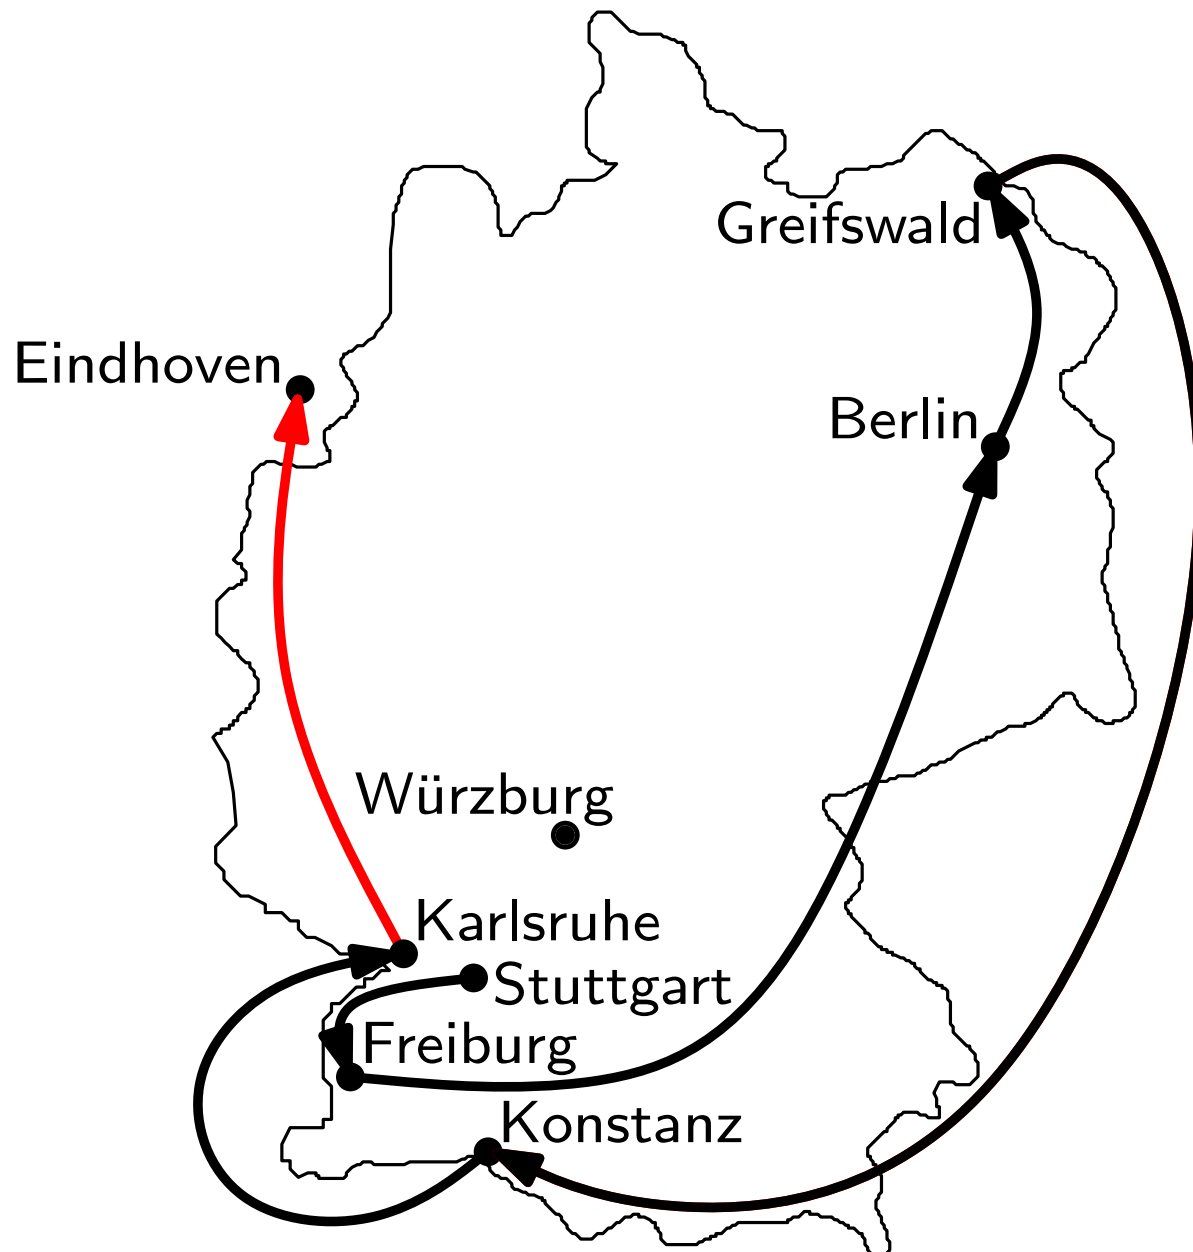 Greifswald
Eindhoven
Berlin
Würzburg
Karlsruhe
Stuttgart
Freiburg
Konstanz